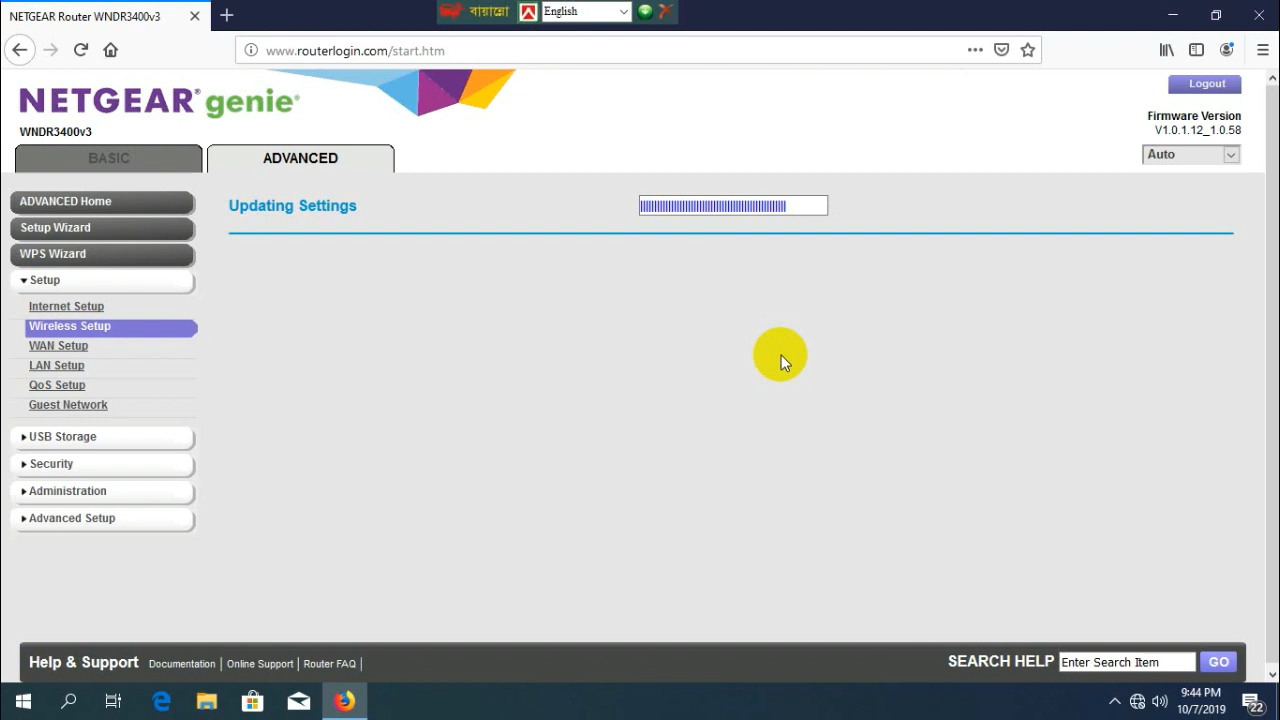 NETGEAR Router WNDR3400v3
বায়ান্নো
English
www.routerlogin.com/start.htm
NETGEAR® genie®
WNDR3400v3
Logout
Firmware Version
V1.0.1.12_1.0.58
Auto
BASIC
ADVANCED
ADVANCED Home
Setup Wizard
WPS Wizard
Setup
Internet Setup
Wireless Setup
WAN Setup
LAN Setup
QoS Setup
Guest Network
USB Storage
Security
Administration
Advanced Setup
Updating Settings
Help & Support Documentation | Online Support | Router FAQ |
SEARCH HELP Enter Search Item GO
9:44 PM
10/7/2019
22